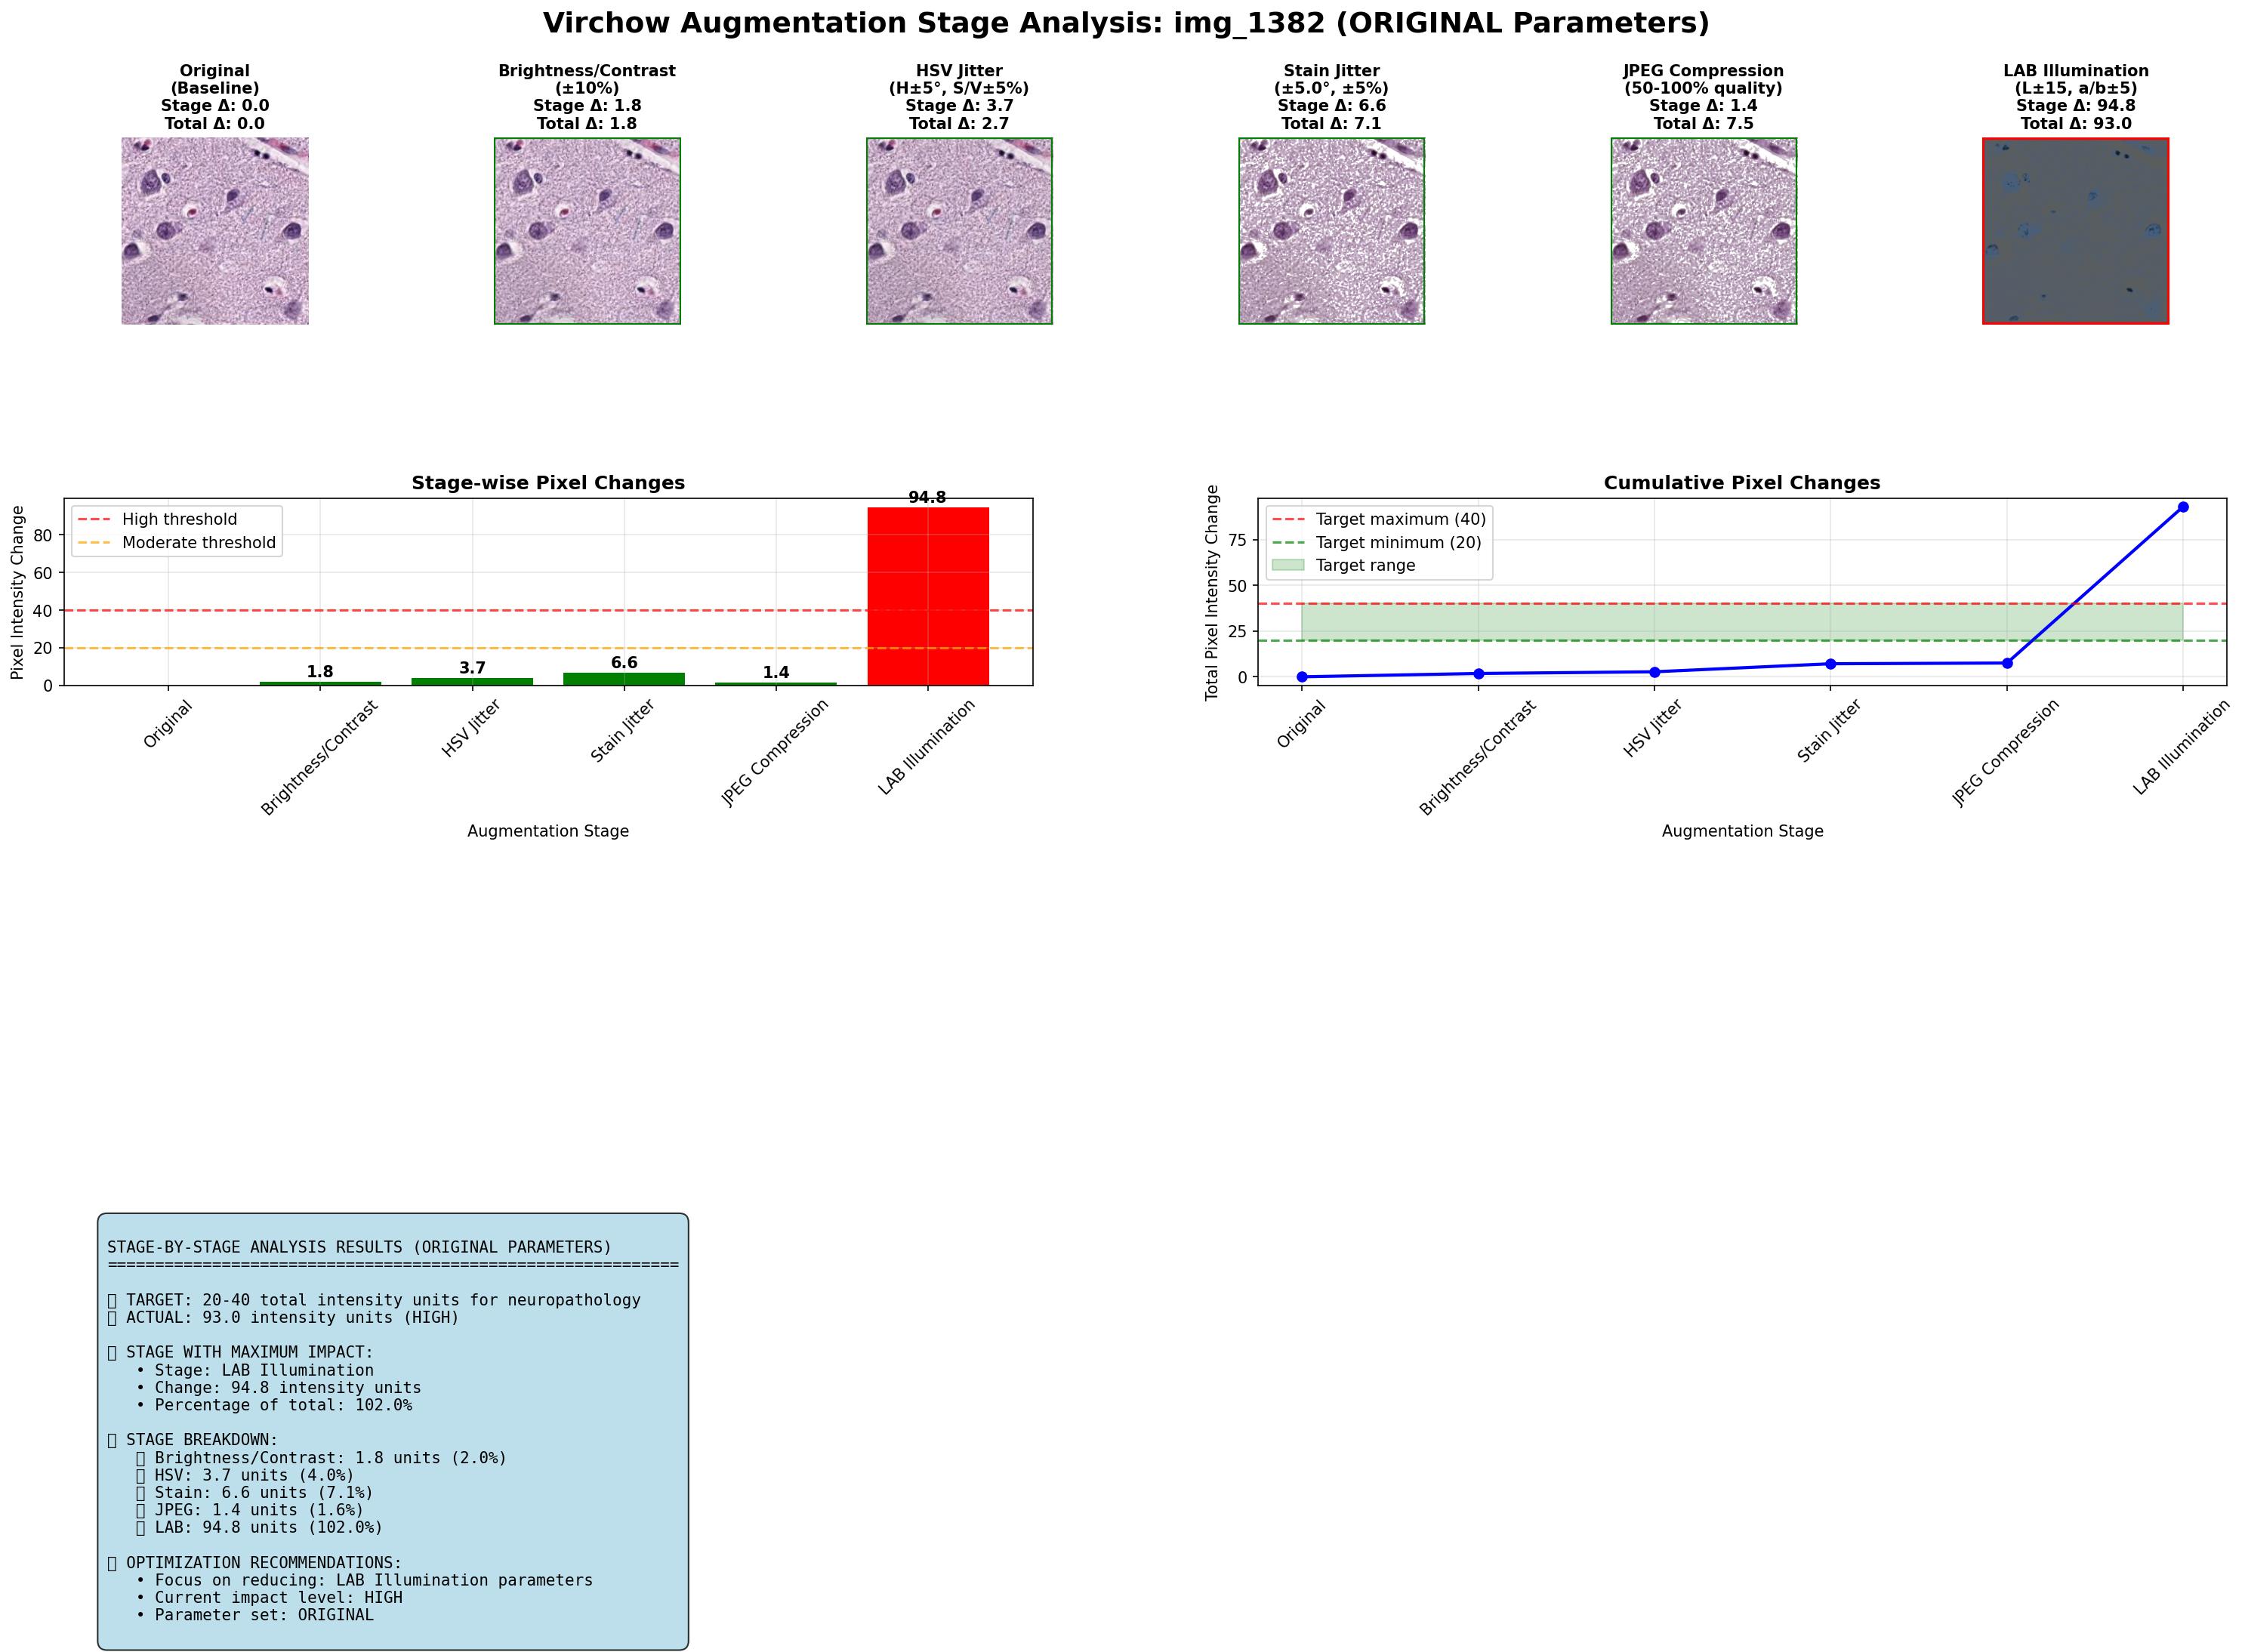 Virchow Augmentation Stage Analysis: img_1382 (ORIGINAL Parameters)
Original
(Baseline)
Stage Δ: 0.0
Total Δ: 0.0
Brightness/Contrast
(±10%)
Stage Δ: 1.8
Total Δ: 1.8
HSV Jitter
(H±5°, S/V±5%)
Stage Δ: 3.7
Total Δ: 2.7
Stain Jitter
(±5.0°, ±5%)
Stage Δ: 6.6
Total Δ: 7.1
JPEG Compression
(50-100% quality)
Stage Δ: 1.4
Total Δ: 7.5
LAB Illumination
(L±15, a/b±5)
Stage Δ: 94.8
Total Δ: 93.0
Stage-wise Pixel Changes
Pixel Intensity Change
80
60
40
20
0
High threshold
Moderate threshold
1.8
3.7
6.6
1.4
94.8
Original
Brightness/Contrast
HSV Jitter
Stain Jitter
JPEG Compression
LAB Illumination
Augmentation Stage
Cumulative Pixel Changes
Total Pixel Intensity Change
75
50
25
0
Target maximum (40)
Target minimum (20)
Target range
Original
Brightness/Contrast
HSV Jitter
Stain Jitter
JPEG Compression
LAB Illumination
Augmentation Stage
STAGE-BY-STAGE ANALYSIS RESULTS (ORIGINAL PARAMETERS)
============================================================
▯ TARGET: 20-40 total intensity units for neuropathology
▯ ACTUAL: 93.0 intensity units (HIGH)
▯ STAGE WITH MAXIMUM IMPACT:
• Stage: LAB Illumination
• Change: 94.8 intensity units
• Percentage of total: 102.0%
▯ STAGE BREAKDOWN:
▯ Brightness/Contrast: 1.8 units (2.0%)
▯ HSV: 3.7 units (4.0%)
▯ Stain: 6.6 units (7.1%)
▯ JPEG: 1.4 units (1.6%)
▯ LAB: 94.8 units (102.0%)
▯ OPTIMIZATION RECOMMENDATIONS:
• Focus on reducing: LAB Illumination parameters
• Current impact level: HIGH
• Parameter set: ORIGINAL